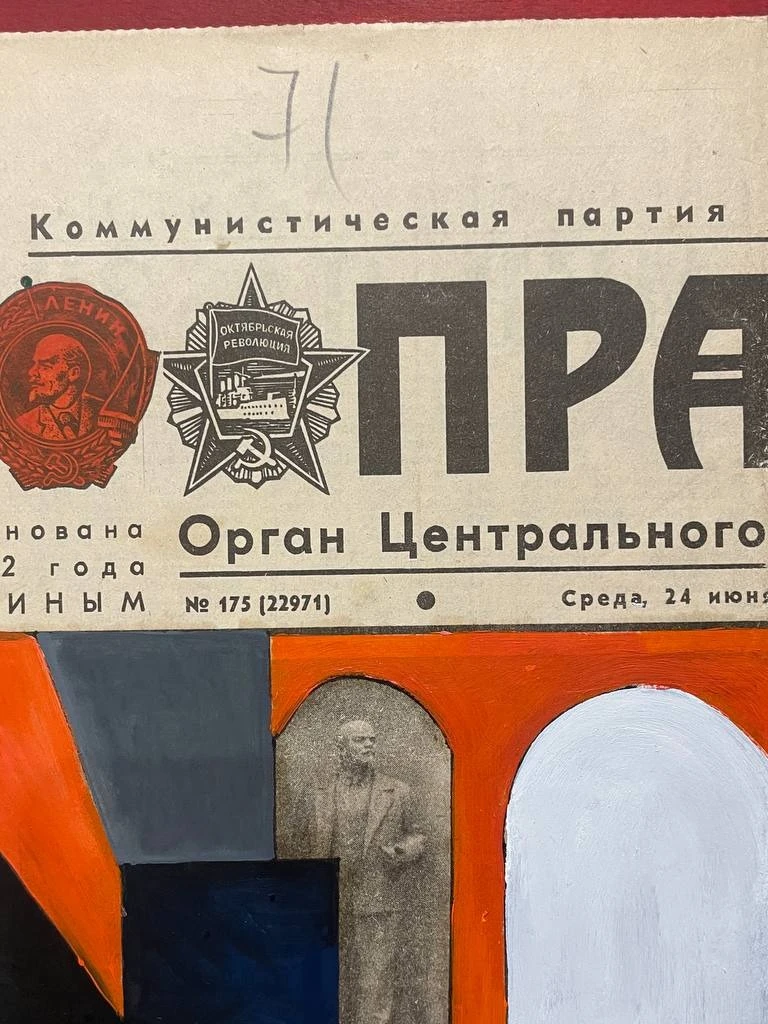 71
Коммунистическая партия
ЛЕНИН
ОКТЯБРЬСКАЯ
РЕВОЛЮЦИЯ
ПРА
нована
2 года
ИНЫМ
Орган Центрального
№ 175 (22971)
Среда, 24 июня